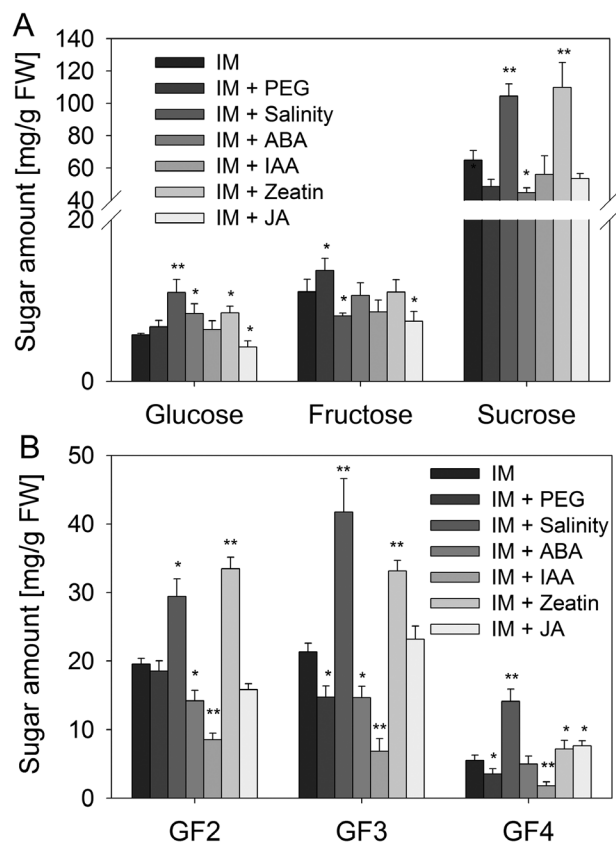 A
140
120
100
80
60
40
20
0
Sugar amount [mg/g FW]
IM
IM + PEG
IM + Salinity
IM + ABA
IM + IAA
IM + Zeatin
IM + JA
** * * *
* * *
** * **
Glucose Fructose Sucrose
B
50
40
30
20
10
0
Sugar amount [mg/g FW]
IM
IM + PEG
IM + Salinity
IM + ABA
IM + IAA
IM + Zeatin
IM + JA
* * ** **
* ** * ** **
* ** ** * *
GF2 GF3 GF4